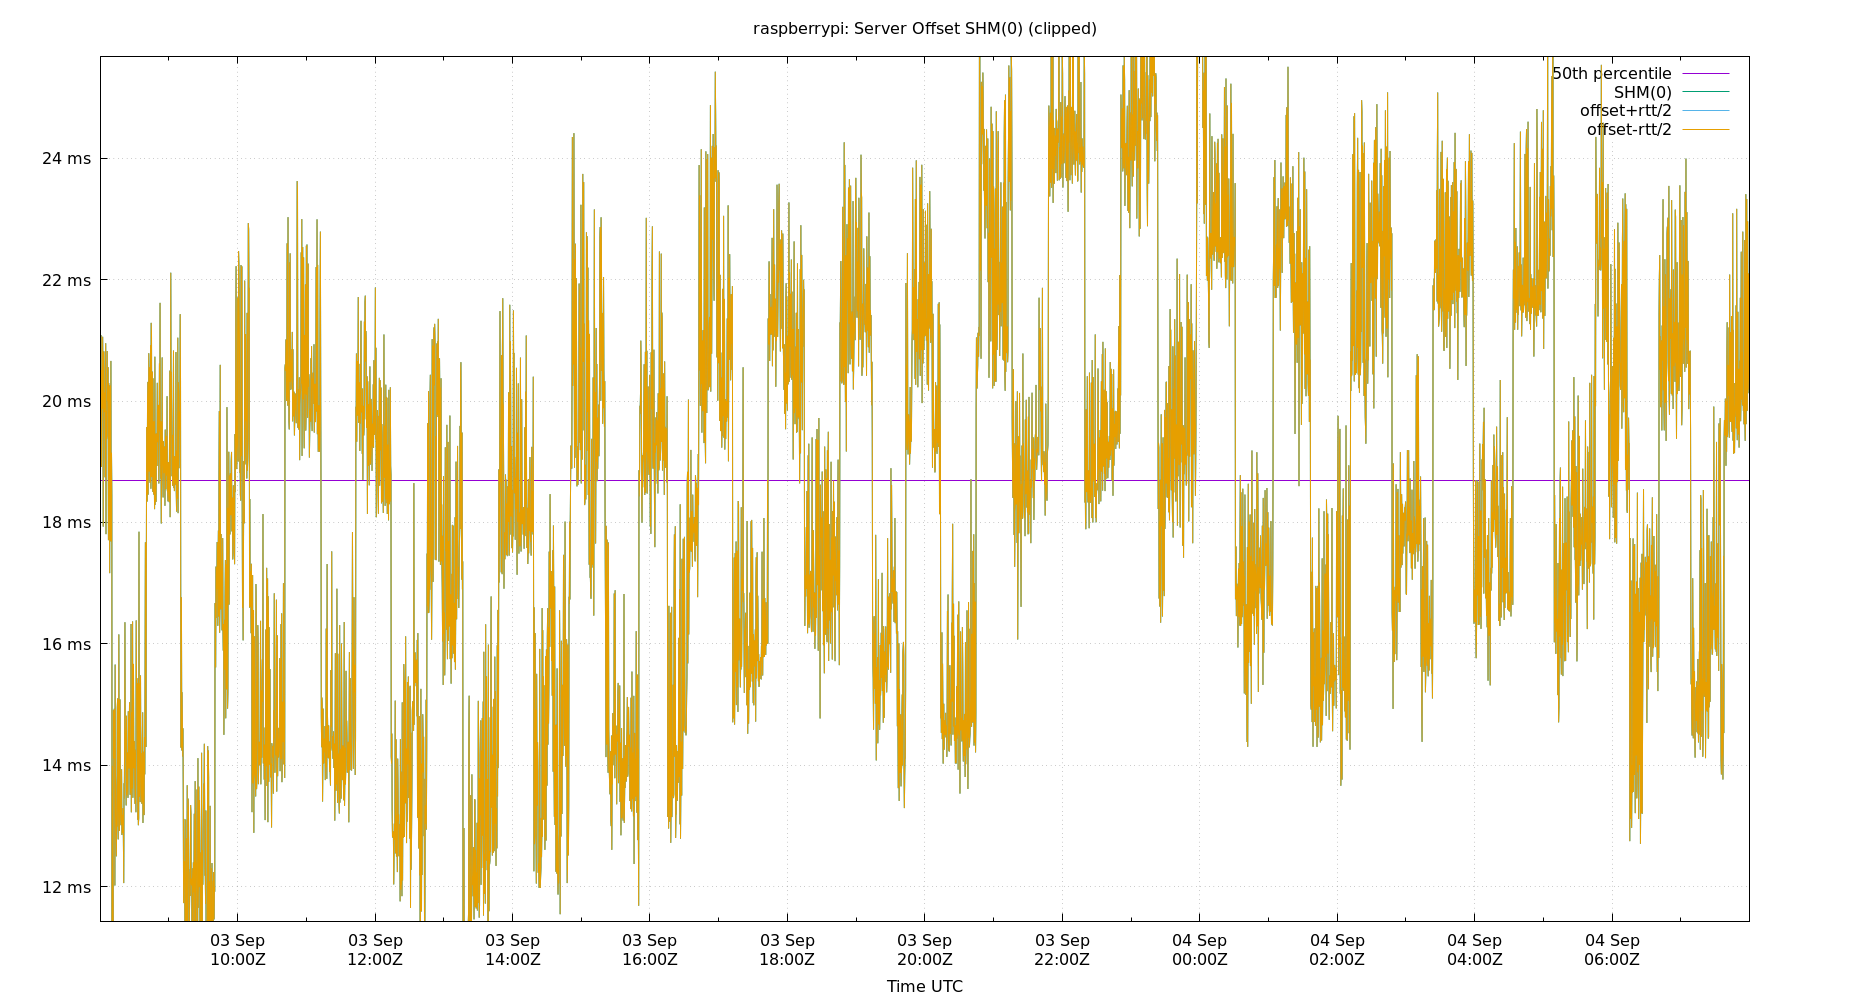 raspberrypi: Server Offset SHM(0) (clipped)
50th percentile
SHM(0)
offset+rtt/2
offset-rtt/2
24 ms
22 ms
20 ms
18 ms
16 ms
14 ms
12 ms
03 Sep 03 Sep 03 Sep 03 Sep 03 Sep 03 Sep 03 Sep 04 Sep 04 Sep 04 Sep 04 Sep
10:00Z 12:00Z 14:00Z 16:00Z 18:00Z 20:00Z 22:00Z 00:00Z 02:00Z 04:00Z 06:00Z
Time UTC